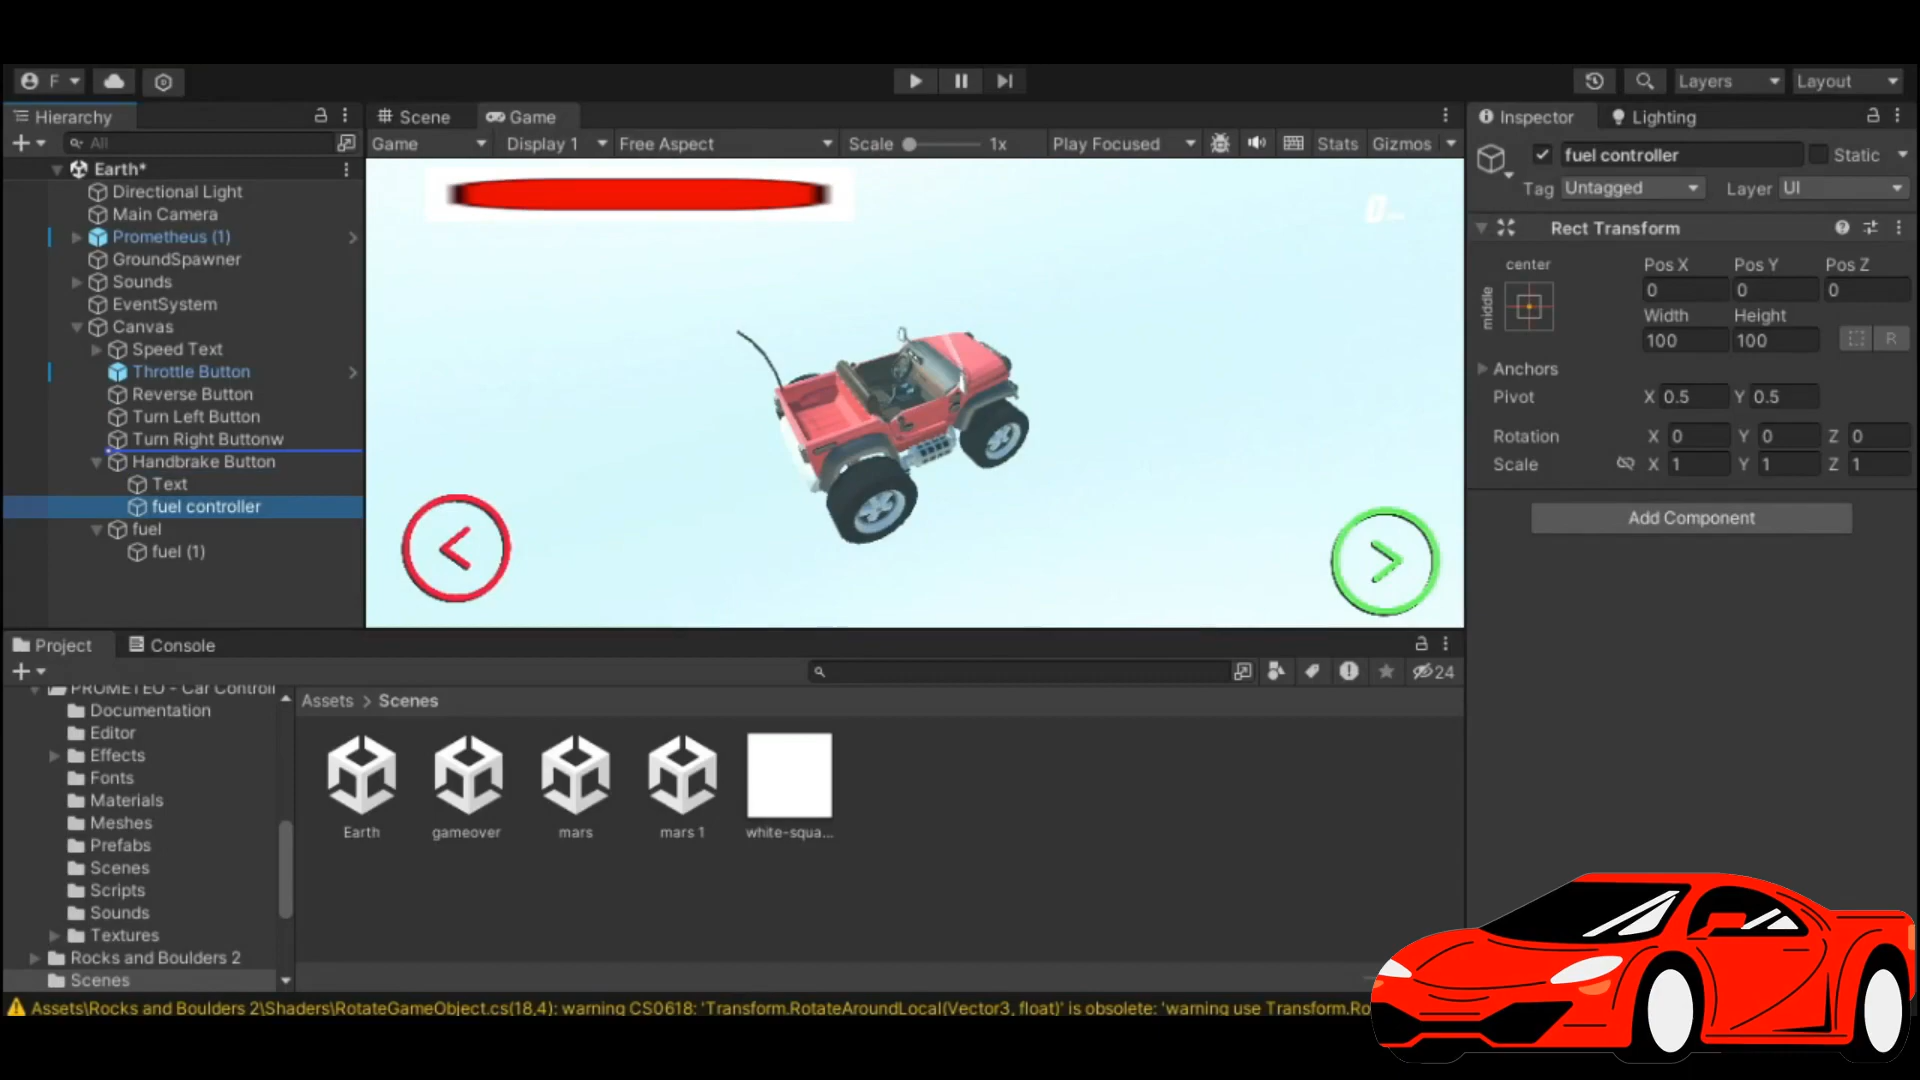 F
Layers
Layout
Hierarchy
All
Earth*
Directional Light
Main Camera
Prometheus (1)
GroundSpawner
Sounds
EventSystem
Canvas
Speed Text
Throttle Button
Reverse Button
Turn Left Button
Turn Right Buttonw
Handbrake Button
Text
fuel controller
fuel
fuel (1)
Scene
Game
Game
Display 1
Free Aspect
Scale
1x
Play Focused
Stats
Gizmos
0
Inspector
Lighting
fuel controller
Static
Tag Untagged
Layer UI
Rect Transform
center
middle
Pos X Pos Y Pos Z
0 0 0
Width Height
100 100
R
Anchors
Pivot X 0.5 Y 0.5
Rotation X 0 Y 0 Z 0
Scale X 1 Y 1 Z 1
Add Component
Project
Console
24
PROMETEO - Car Controll
Documentation
Editor
Effects
Fonts
Materials
Meshes
Prefabs
Scenes
Scripts
Sounds
Textures
Rocks and Boulders 2
Scenes
Assets > Scenes
Earth
gameover
mars
mars 1
white-squa...
Assets\Rocks and Boulders 2\Shaders\RotateGameObject.cs(18,4): warning CS0618: 'Transform.RotateAroundLocal(Vector3, float)' is obsolete: 'warning use Transform.Ro